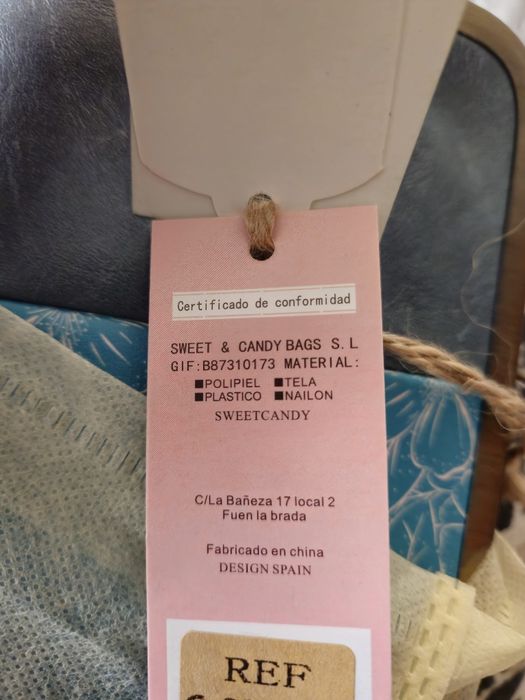 Certificado de conformidad
SWEET & CANDY BAGS S. L
GIF:B87310173 MATERIAL:
■POLIPIEL ■TELA
■PLASTICO ■NAILON
SWEETCANDY
C/La Bañeza 17 local 2
Fuen la brada
Fabricado en china
DESIGN SPAIN
REF